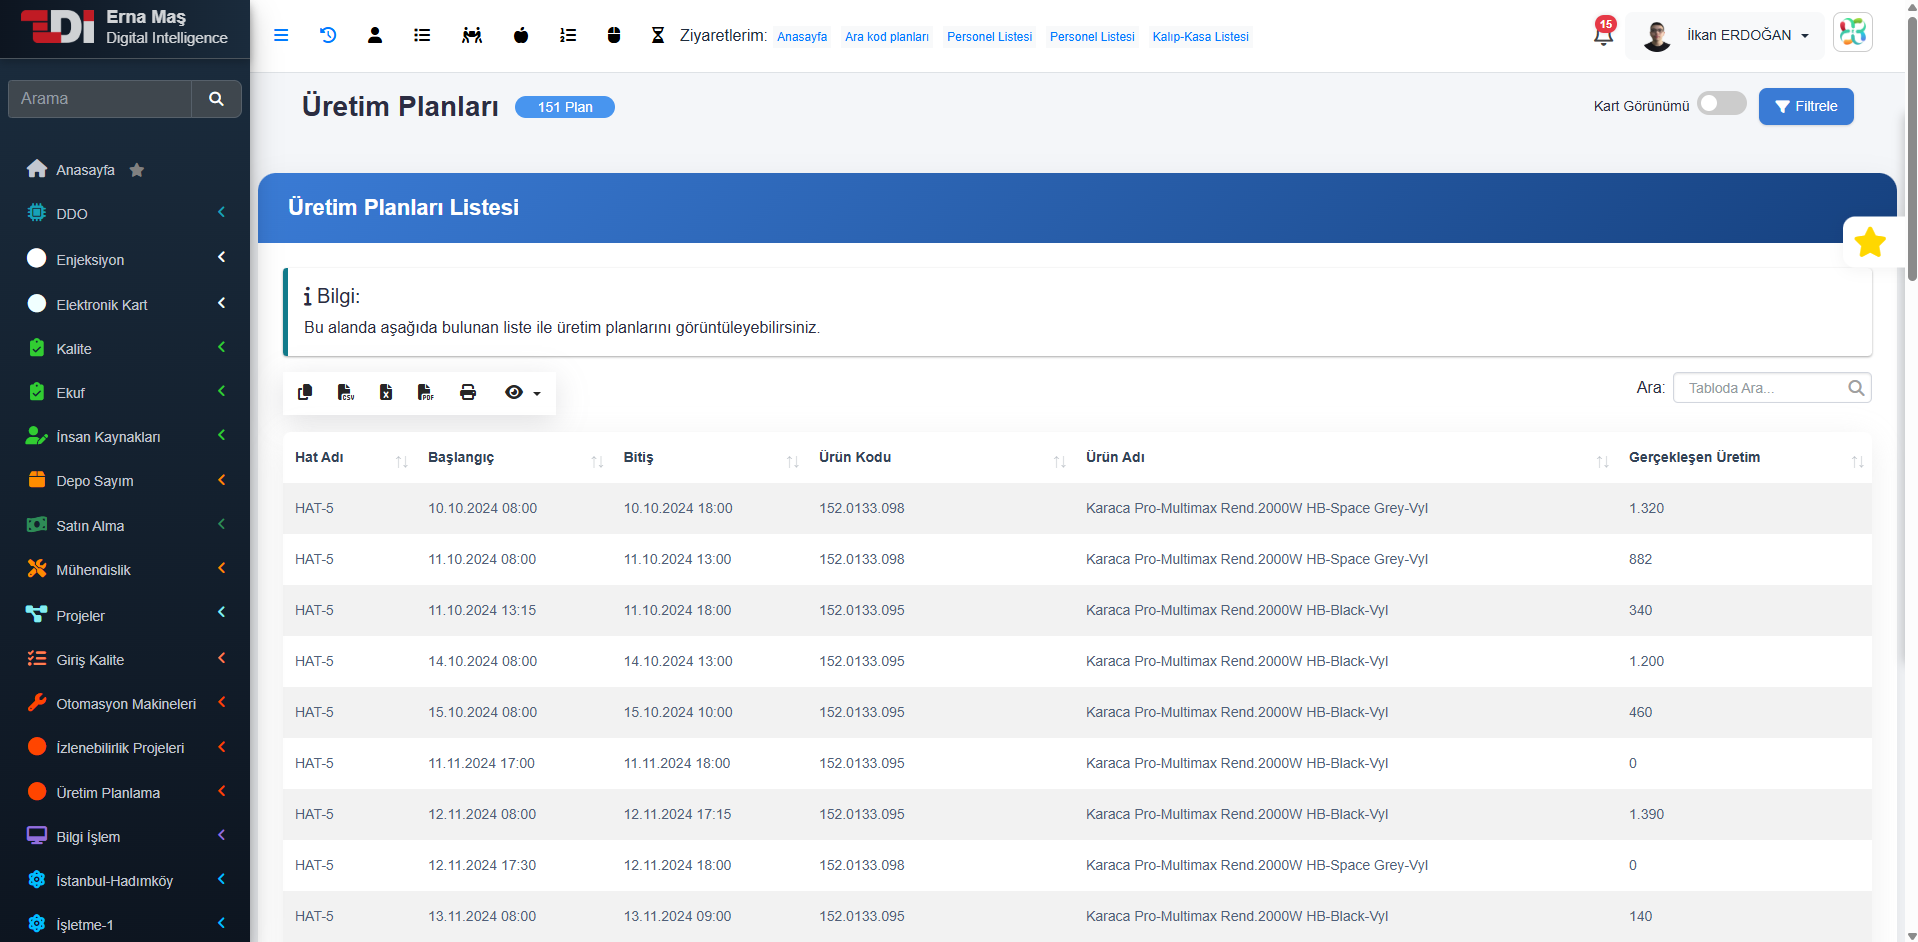 Erna Maş
Digital Intelligence
Ziyaretlerim: Anasayfa Ara kod planları Personel Listesi Personel Listesi Kalıp-Kasa Listesi
15
İlkan ERDOĞAN
Arama
Anasayfa
DDO
Enjeksiyon
Elektronik Kart
Kalite
Ekuf
İnsan Kaynakları
Depo Sayım
Satın Alma
Mühendislik
Projeler
Giriş Kalite
Otomasyon Makineleri
İzlenebilirlik Projeleri
Üretim Planlama
Bilgi İşlem
İstanbul-Hadımköy
İşletme-1
Üretim Planları 151 Plan
Kart Görünümü Filtrele
Üretim Planları Listesi
Bilgi:
Bu alanda aşağıda bulunan liste ile üretim planlarını görüntüleyebilirsiniz.
CSV PDF
Ara: Tabloda Ara...
Hat Adı Başlangıç Bitiş Ürün Kodu Ürün Adı Gerçekleşen Üretim
HAT-5 10.10.2024 08:00 10.10.2024 18:00 152.0133.098 Karaca Pro-Multimax Rend.2000W HB-Space Grey-Vyl 1.320
HAT-5 11.10.2024 08:00 11.10.2024 13:00 152.0133.098 Karaca Pro-Multimax Rend.2000W HB-Space Grey-Vyl 882
HAT-5 11.10.2024 13:15 11.10.2024 18:00 152.0133.095 Karaca Pro-Multimax Rend.2000W HB-Black-Vyl 340
HAT-5 14.10.2024 08:00 14.10.2024 13:00 152.0133.095 Karaca Pro-Multimax Rend.2000W HB-Black-Vyl 1.200
HAT-5 15.10.2024 08:00 15.10.2024 10:00 152.0133.095 Karaca Pro-Multimax Rend.2000W HB-Black-Vyl 460
HAT-5 11.11.2024 17:00 11.11.2024 18:00 152.0133.095 Karaca Pro-Multimax Rend.2000W HB-Black-Vyl 0
HAT-5 12.11.2024 08:00 12.11.2024 17:15 152.0133.095 Karaca Pro-Multimax Rend.2000W HB-Black-Vyl 1.390
HAT-5 12.11.2024 17:30 12.11.2024 18:00 152.0133.098 Karaca Pro-Multimax Rend.2000W HB-Space Grey-Vyl 0
HAT-5 13.11.2024 08:00 13.11.2024 09:00 152.0133.095 Karaca Pro-Multimax Rend.2000W HB-Black-Vyl 140